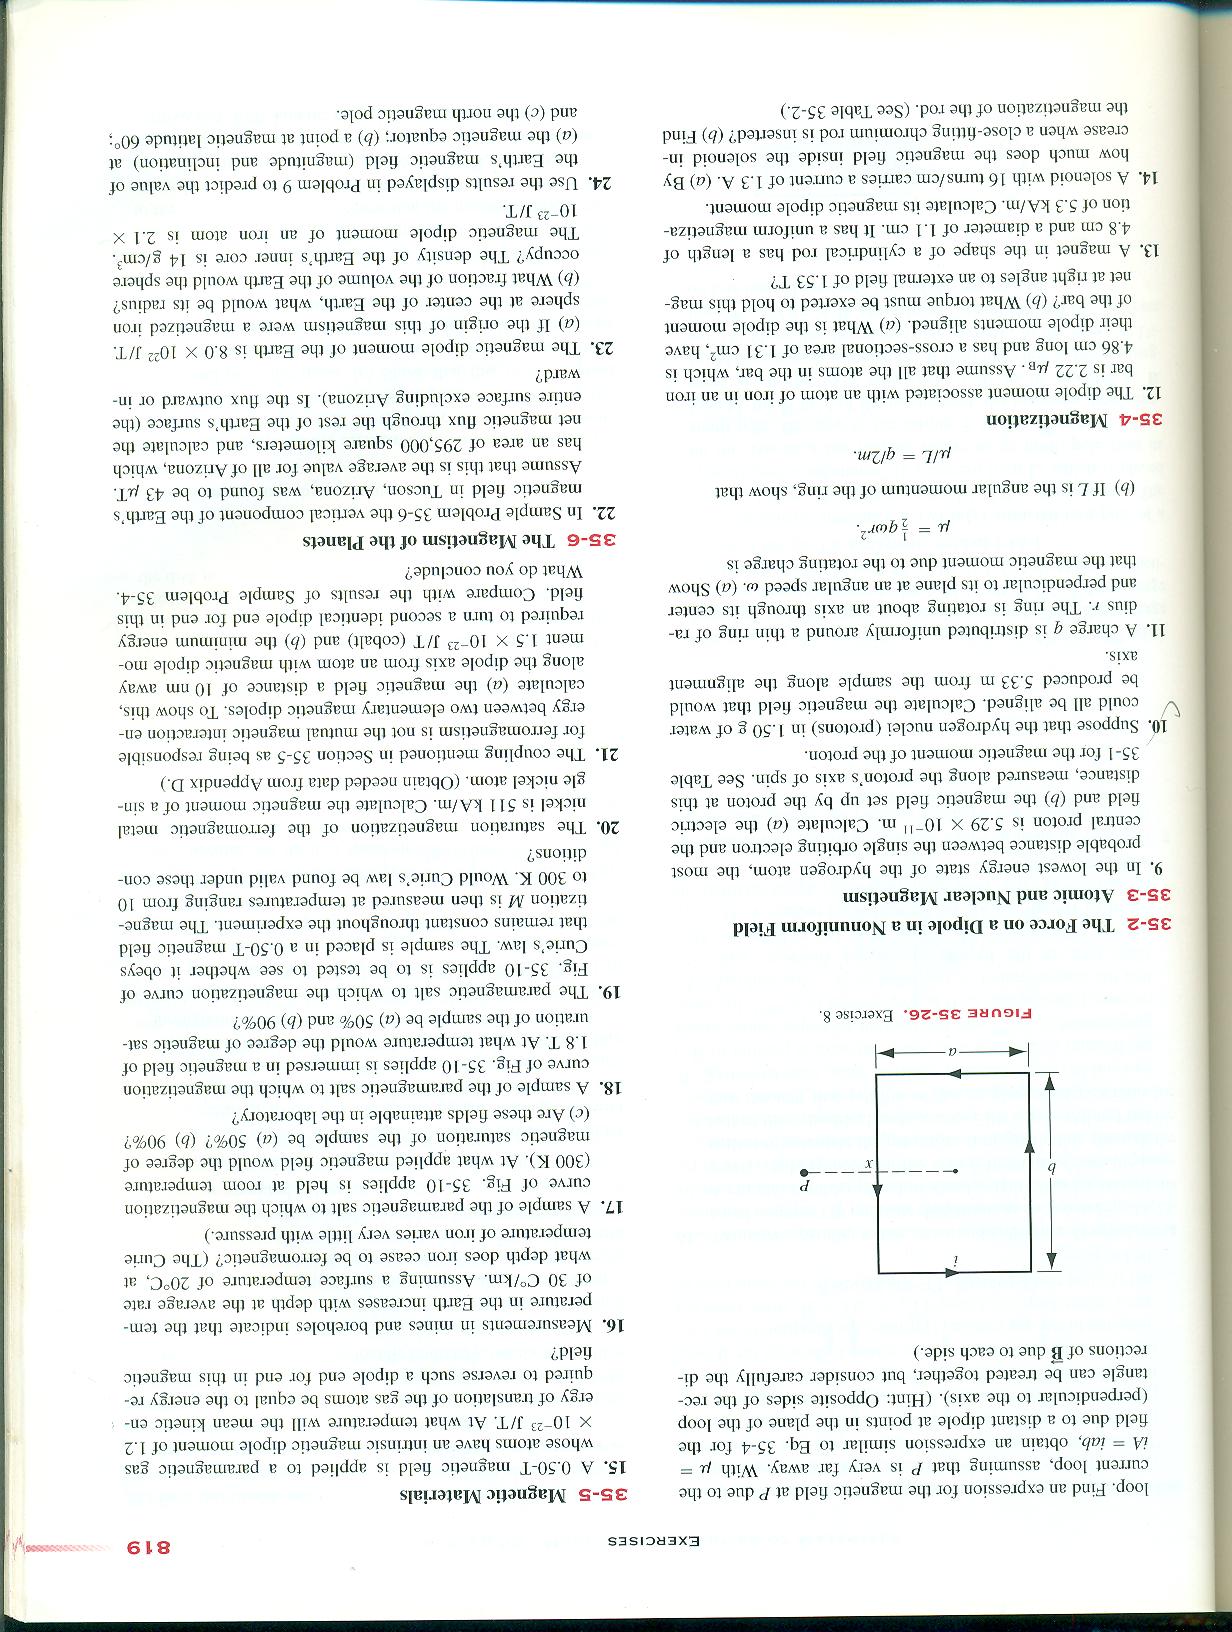 EXERCISES 819
loop. Find an expression for the magnetic field at P due to the
current loop, assuming that P is very far away. With μ =
iA = iab, obtain an expression similar to Eq. 35-4 for the
field due to a distant dipole at points in the plane of the loop
(perpendicular to the axis). (Hint: Opposite sides of the rec-
tangle can be treated together, but consider carefully the di-
rections of B⃗ due to each side.)
i
P
x
b
a
FIGURE 35-26. Exercise 8.
35-2 The Force on a Dipole in a Nonuniform Field
35-3 Atomic and Nuclear Magnetism
9. In the lowest energy state of the hydrogen atom, the most
probable distance between the single orbiting electron and the
central proton is 5.29 × 10⁻¹¹ m. Calculate (a) the electric
field and (b) the magnetic field set up by the proton at this
distance, measured along the proton's axis of spin. See Table
35-1 for the magnetic moment of the proton.
10. Suppose that the hydrogen nuclei (protons) in 1.50 g of water
could all be aligned. Calculate the magnetic field that would
be produced 5.33 m from the sample along the alignment
axis.
11. A charge q is distributed uniformly around a thin ring of ra-
dius r. The ring is rotating about an axis through its center
and perpendicular to its plane at an angular speed ω. (a) Show
that the magnetic moment due to the rotating charge is
μ = ½qωr².
(b) If L is the angular momentum of the ring, show that
μ/L = q/2m.
35-4 Magnetization
12. The dipole moment associated with an atom of iron in an iron
bar is 2.22 μB. Assume that all the atoms in the bar, which is
4.86 cm long and has a cross-sectional area of 1.31 cm², have
their dipole moments aligned. (a) What is the dipole moment
of the bar? (b) What torque must be exerted to hold this mag-
net at right angles to an external field of 1.53 T?
13. A magnet in the shape of a cylindrical rod has a length of
4.8 cm and a diameter of 1.1 cm. It has a uniform magnetiza-
tion of 5.3 kA/m. Calculate its magnetic dipole moment.
14. A solenoid with 16 turns/cm carries a current of 1.3 A. (a) By
how much does the magnetic field inside the solenoid in-
crease when a close-fitting chromium rod is inserted? (b) Find
the magnetization of the rod. (See Table 35-2.)
35-5 Magnetic Materials
15. A 0.50-T magnetic field is applied to a paramagnetic gas
whose atoms have an intrinsic magnetic dipole moment of 1.2
× 10⁻²³ J/T. At what temperature will the mean kinetic en-
ergy of translation of the gas atoms be equal to the energy re-
quired to reverse such a dipole end for end in this magnetic
field?
16. Measurements in mines and boreholes indicate that the tem-
perature in the Earth increases with depth at the average rate
of 30 C°/km. Assuming a surface temperature of 20°C, at
what depth does iron cease to be ferromagnetic? (The Curie
temperature of iron varies very little with pressure.)
17. A sample of the paramagnetic salt to which the magnetization
curve of Fig. 35-10 applies is held at room temperature
(300 K). At what applied magnetic field would the degree of
magnetic saturation of the sample be (a) 50%? (b) 90%?
(c) Are these fields attainable in the laboratory?
18. A sample of the paramagnetic salt to which the magnetization
curve of Fig. 35-10 applies is immersed in a magnetic field of
1.8 T. At what temperature would the degree of magnetic sat-
uration of the sample be (a) 50% and (b) 90%?
19. The paramagnetic salt to which the magnetization curve of
Fig. 35-10 applies is to be tested to see whether it obeys
Curie's law. The sample is placed in a 0.50-T magnetic field
that remains constant throughout the experiment. The magne-
tization M is then measured at temperatures ranging from 10
to 300 K. Would Curie's law be found valid under these con-
ditions?
20. The saturation magnetization of the ferromagnetic metal
nickel is 511 kA/m. Calculate the magnetic moment of a sin-
gle nickel atom. (Obtain needed data from Appendix D.)
21. The coupling mentioned in Section 35-5 as being responsible
for ferromagnetism is not the mutual magnetic interaction en-
ergy between two elementary magnetic dipoles. To show this,
calculate (a) the magnetic field a distance of 10 nm away
along the dipole axis from an atom with magnetic dipole mo-
ment 1.5 × 10⁻²³ J/T (cobalt) and (b) the minimum energy
required to turn a second identical dipole end for end in this
field. Compare with the results of Sample Problem 35-4.
What do you conclude?
35-6 The Magnetism of the Planets
22. In Sample Problem 35-6 the vertical component of the Earth's
magnetic field in Tucson, Arizona, was found to be 43 μT.
Assume that this is the average value for all of Arizona, which
has an area of 295,000 square kilometers, and calculate the
net magnetic flux through the rest of the Earth's surface (the
entire surface excluding Arizona). Is the flux outward or in-
ward?
23. The magnetic dipole moment of the Earth is 8.0 × 10²² J/T.
(a) If the origin of this magnetism were a magnetized iron
sphere at the center of the Earth, what would be its radius?
(b) What fraction of the volume of the Earth would the sphere
occupy? The density of the Earth's inner core is 14 g/cm³.
The magnetic dipole moment of an iron atom is 2.1 ×
10⁻²³ J/T.
24. Use the results displayed in Problem 9 to predict the value of
the Earth's magnetic field (magnitude and inclination) at
(a) the magnetic equator; (b) a point at magnetic latitude 60°;
and (c) the north magnetic pole.